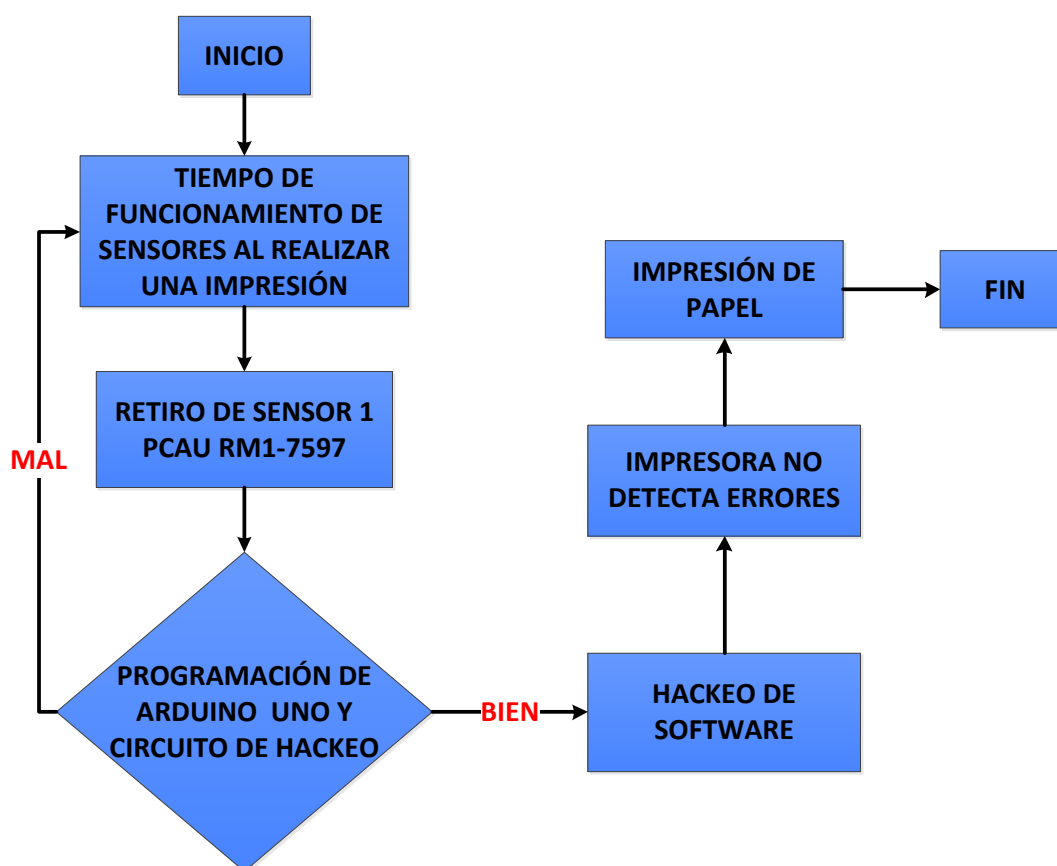 INICIO
TIEMPO DE
FUNCIONAMIENTO DE
SENSORES AL REALIZAR
UNA IMPRESIÓN
RETIRO DE SENSOR 1
PCAU RM1-7597
MAL
PROGRAMACIÓN DE
ARDUINO UNO Y
CIRCUITO DE HACKEO
BIEN
HACKEO DE
SOFTWARE
IMPRESORA NO
DETECTA ERRORES
IMPRESIÓN DE
PAPEL
FIN